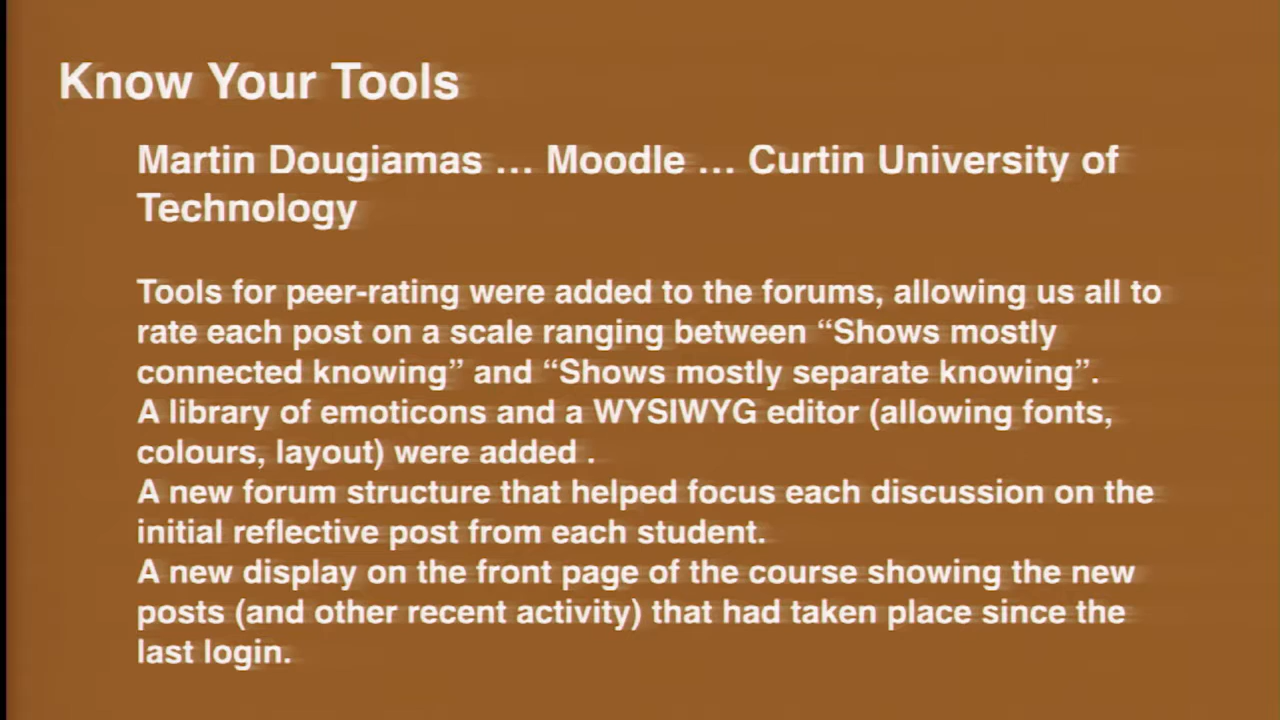 Know Your Tools
Martin Dougiamas … Moodle … Curtin University of
Technology
Tools for peer-rating were added to the forums, allowing us all to
rate each post on a scale ranging between “Shows mostly
connected knowing” and “Shows mostly separate knowing”.
A library of emoticons and a WYSIWYG editor (allowing fonts,
colours, layout) were added .
A new forum structure that helped focus each discussion on the
initial reflective post from each student.
A new display on the front page of the course showing the new
posts (and other recent activity) that had taken place since the
last login.